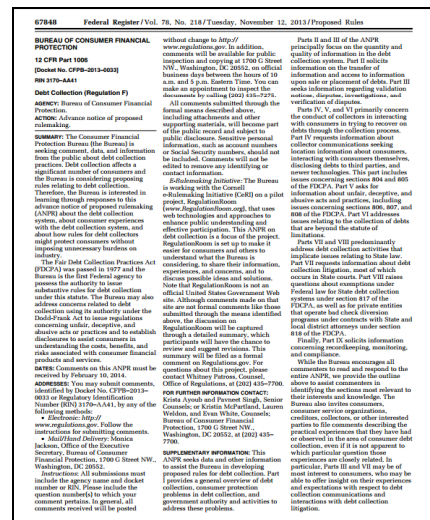 67848 Federal Register / Vol. 78, No. 218 / Tuesday, November 12, 2013 / Proposed Rules
BUREAU OF CONSUMER FINANCIAL
PROTECTION
12 CFR Part 1006
[Docket No. CFPB–2013–0033]
RIN 3170–AA41
Debt Collection (Regulation F)
AGENCY: Bureau of Consumer Financial
Protection.
ACTION: Advance notice of proposed
rulemaking.
SUMMARY: The Consumer Financial
Protection Bureau (the Bureau) is
seeking comment, data, and information
from the public about debt collection
practices. Debt collection affects a
significant number of consumers and
the Bureau is considering proposing
rules relating to debt collection.
Therefore, the Bureau is interested in
learning through responses to this
advance notice of proposed rulemaking
(ANPR) about the debt collection
system, about consumer experiences
with the debt collection system, and
about how rules for debt collectors
might protect consumers without
imposing unnecessary burdens on
industry.
The Fair Debt Collection Practices Act
(FDCPA) was passed in 1977 and the
Bureau is the first Federal agency to
possess the authority to issue
substantive rules for debt collection
under this statute. The Bureau may also
address concerns related to debt
collection using its authority under the
Dodd-Frank Act to issue regulations
concerning unfair, deceptive, and
abusive acts or practices and to establish
disclosures to assist consumers in
understanding the costs, benefits, and
risks associated with consumer financial
products and services.
DATES: Comments on this ANPR must be
received by February 10, 2014.
ADDRESSES: You may submit comments,
identified by Docket No. CFPB–2013–
0033 or Regulatory Identification
Number (RIN) 3170–AA41, by any of the
following methods:
• Electronic: http://
www.regulations.gov. Follow the
instructions for submitting comments.
• Mail/Hand Delivery: Monica
Jackson, Office of the Executive
Secretary, Bureau of Consumer
Financial Protection, 1700 G Street NW.,
Washington, DC 20552.
Instructions: All submissions must
include the agency name and docket
number or RIN. Please include the
question number(s) to which your
comment pertains. In general, all
comments received will be posted
without change to http://
www.regulations.gov. In addition,
comments will be available for public
inspection and copying at 1700 G Street
NW., Washington, DC 20552, on official
business days between the hours of 10
a.m. and 5 p.m. Eastern Time. You can
make an appointment to inspect the
documents by calling (202) 435–7275.
All comments submitted through the
formal means described above,
including attachments and other
supporting materials, will become part
of the public record and subject to
public disclosure. Sensitive personal
information, such as account numbers
or Social Security numbers, should not
be included. Comments will not be
edited to remove any identifying or
contact information.
E-Rulemaking Initiative: The Bureau
is working with the Cornell
e-Rulemaking Initiative (CeRI) on a pilot
project, RegulationRoom
(www.RegulationRoom.org), that uses
web technologies and approaches to
enhance public understanding and
effective participation. This ANPR on
debt collection is a focus of the project.
RegulationRoom is set up to make it
easier for consumers and others to
understand what the Bureau is
considering, to share their information,
experiences, and concerns, and to
discuss possible ideas and solutions.
Note that RegulationRoom is not an
official United States Government Web
site. Although comments made on that
site are not formal comments like those
submitted through the means identified
above, the discussion on
RegulationRoom will be captured
through a detailed summary, which
participants will have the chance to
review and suggest revisions. This
summary will be filed as a formal
comment on Regulations.gov. For
questions about this project, please
contact Whitney Patross, Counsel,
Office of Regulations, at (202) 435–7700.
FOR FURTHER INFORMATION CONTACT:
Krista Ayoub and Pavneet Singh, Senior
Counsels; or Kristin McPartland, Lauren
Weldon, and Evan White, Counsels;
Bureau of Consumer Financial
Protection, 1700 G Street NW.,
Washington, DC 20552, at (202) 435–
7700.
SUPPLEMENTARY INFORMATION: This
ANPR seeks data and other information
to assist the Bureau in developing
proposed rules for debt collection. Part
I provides a general overview of debt
collection, consumer protection
problems in debt collection, and
government authority and activities to
address these problems.
Parts II and III of the ANPR
principally focus on the quantity and
quality of information in the debt
collection system. Part II solicits
information on the transfer of
information and access to information
upon sale or placement of debts. Part III
seeks information regarding validation
notices, disputes, investigations, and
verification of disputes.
Parts IV, V, and VI primarily concern
the conduct of collectors in interacting
with consumers in trying to recover on
debts through the collection process.
Part IV requests information about
collector communications seeking
location information about consumers,
interacting with consumers themselves,
disclosing debts to third parties, and
newer technologies. This part includes
issues concerning sections 804 and 805
of the FDCPA. Part V asks for
information about unfair, deceptive, and
abusive acts and practices, including
issues concerning sections 806, 807, and
808 of the FDCPA. Part VI addresses
issues relating to the collection of debts
that are beyond the statute of
limitations.
Parts VII and VIII predominantly
address debt collection activities that
implicate issues relating to State law.
Part VII requests information about debt
collection litigation, most of which
occurs in State courts. Part VIII raises
questions about exemptions under
Federal law for State debt collection
systems under section 817 of the
FDCPA, as well as for private entities
that operate bad check diversion
programs under contracts with State and
local district attorneys under section
818 of the FDCPA.
Finally, Part IX solicits information
concerning recordkeeping, monitoring,
and compliance.
While the Bureau encourages all
commenters to read and respond to the
entire ANPR, we provide the outline
above to assist commenters in
identifying the sections most relevant to
their interests and knowledge. The
Bureau also invites consumers,
consumer service organizations,
creditors, collectors, or other interested
parties to file comments describing the
practical experiences that they have had
or observed in the area of consumer debt
collection, even if it is not apparent to
which particular question those
experiences are closely related. In
particular, Parts II and VII may be of
most interest to consumers, who may be
able to offer insight on their experiences
and expectations with respect to debt
collection communications and
interactions with debt collection
litigation.